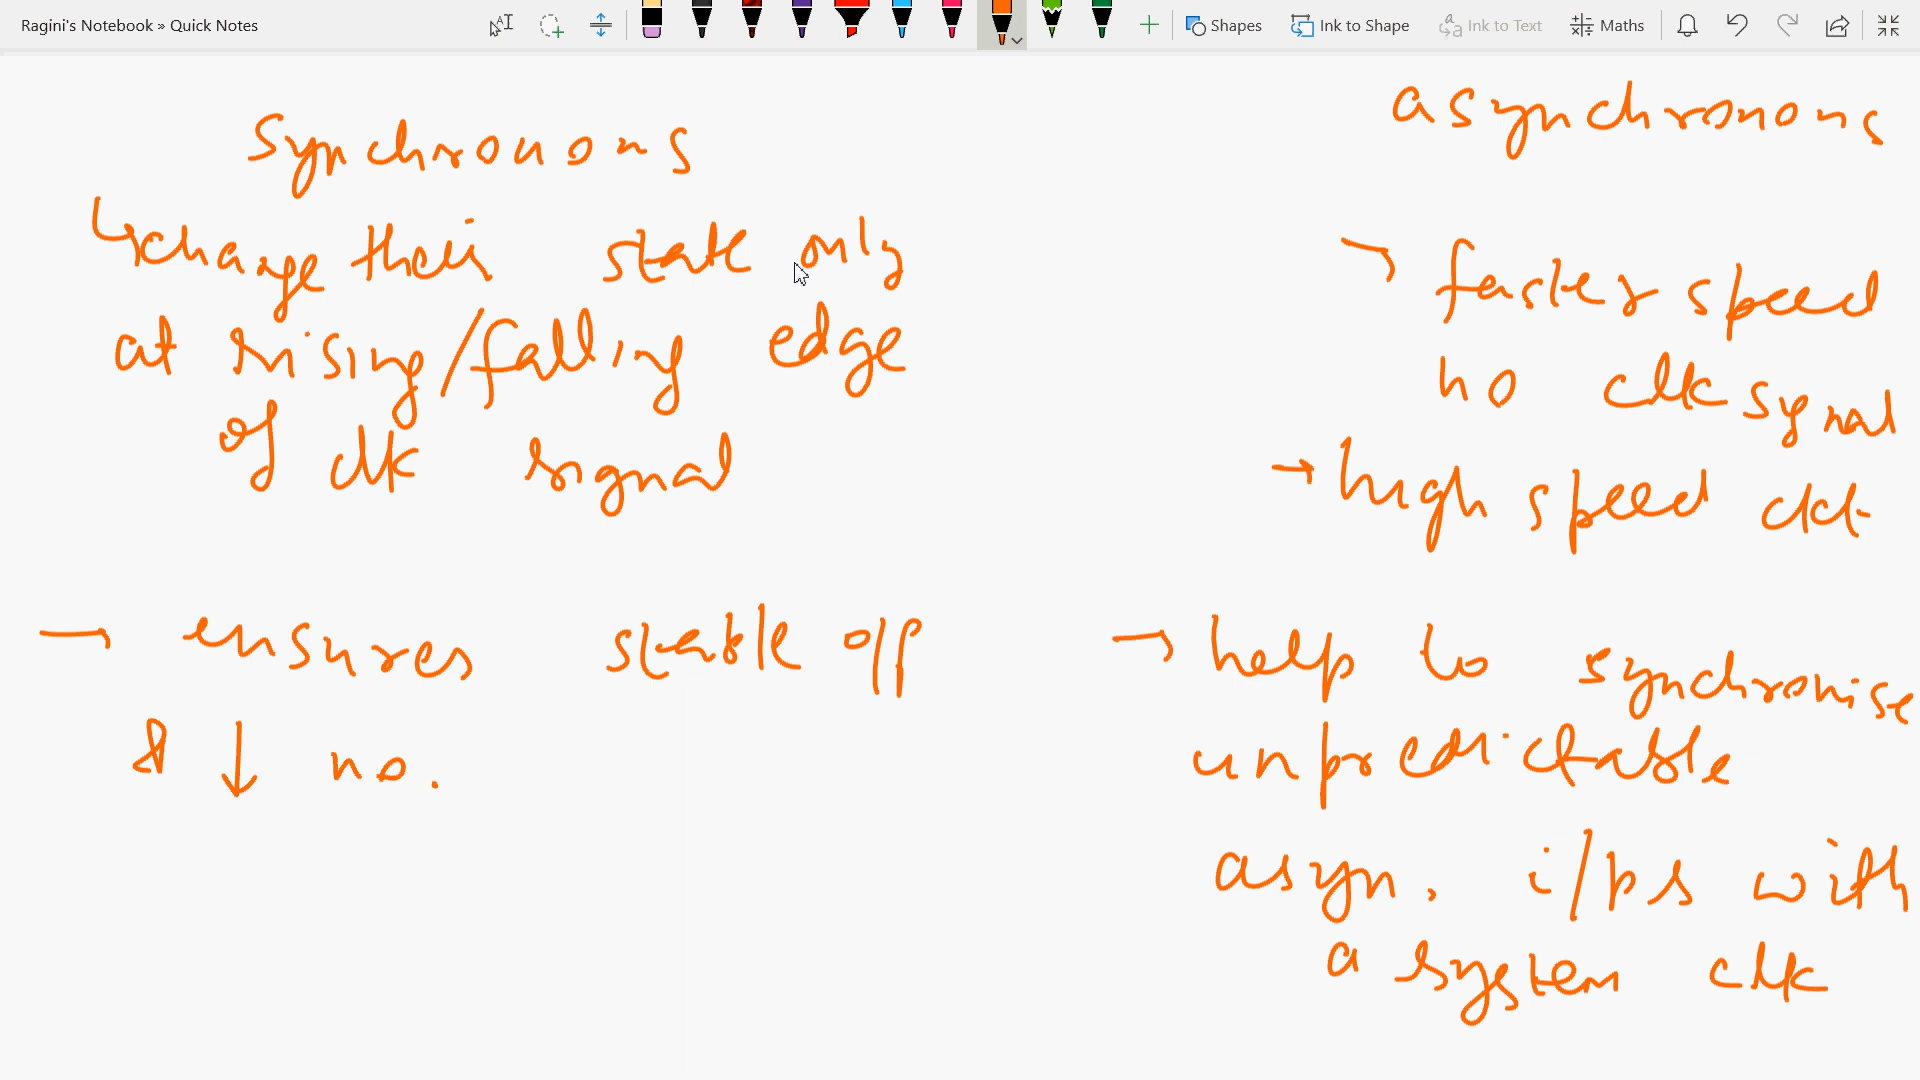 Ragini's Notebook » Quick Notes
Shapes
Ink to Shape
Ink to Text
Maths
Synchronous
↳ change their state only
at rising/falling edge
of clk signal
→ ensures stable o/p
& ↓ no.
asynchronous
→ faster speed
no clk signal
→ high speed ckt
→ help to synchronise
unpredictable
asyn. i/ps with
a system clk